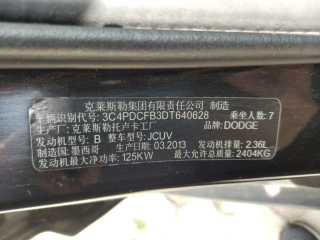 克莱斯勒集团有限责任公司 制造
车辆识别代号: 3C4PDCFB3DT640628 乘坐人数: 7
克莱斯勒托卢卡工厂 品牌: DODGE
发动机型号: B 整车型号: JCUV
制造国: 墨西哥 生产日期: 03.2013 发动机排量: 2.36L
发动机最大净功率: 125KW 最大允许总质量: 2404KG